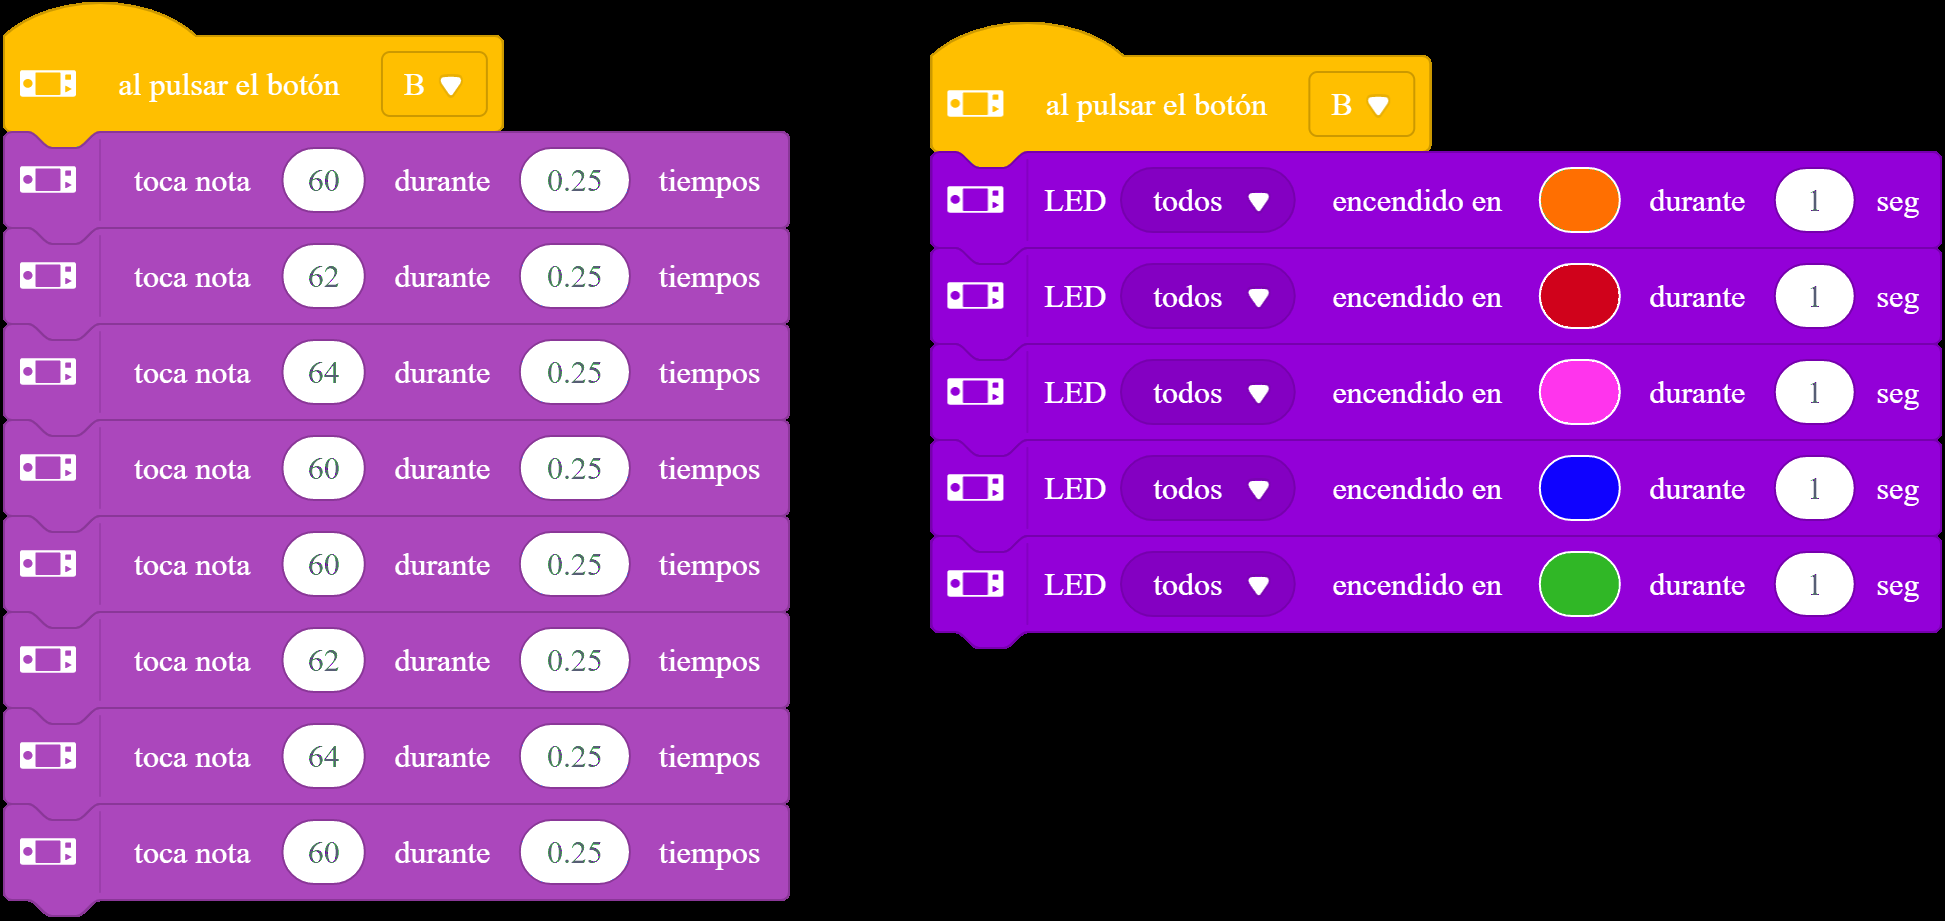 al pulsar el botón B
toca nota 60 durante 0.25 tiempos
toca nota 62 durante 0.25 tiempos
toca nota 64 durante 0.25 tiempos
toca nota 60 durante 0.25 tiempos
toca nota 60 durante 0.25 tiempos
toca nota 62 durante 0.25 tiempos
toca nota 64 durante 0.25 tiempos
toca nota 60 durante 0.25 tiempos
al pulsar el botón B
LED todos encendido en durante 1 seg
LED todos encendido en durante 1 seg
LED todos encendido en durante 1 seg
LED todos encendido en durante 1 seg
LED todos encendido en durante 1 seg